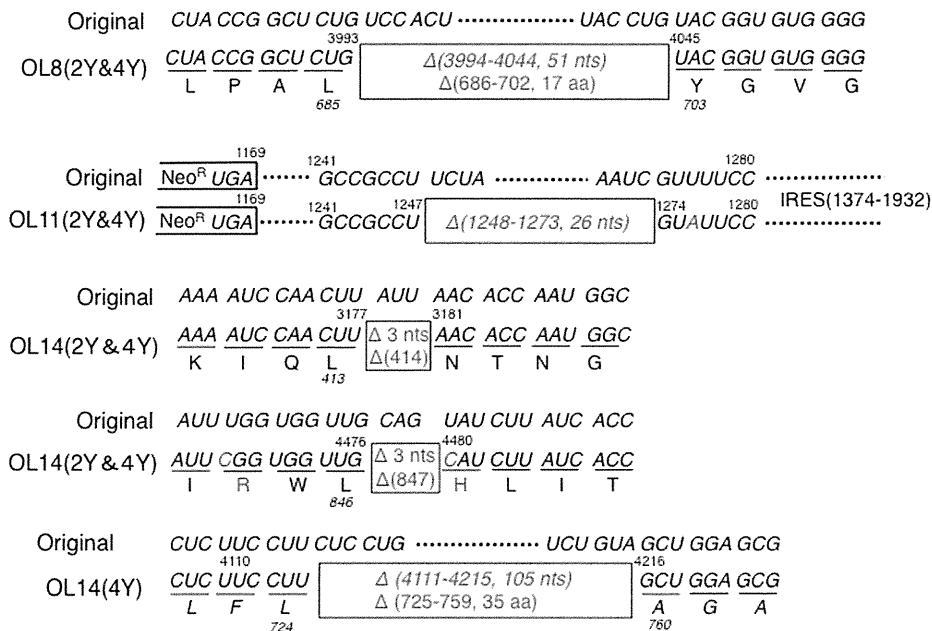 Original CUA CCG GCU CUG UCC ACU ················ UAC CUG UAC GGU GUG GGG
3993 4045
OL8(2Y&4Y) CUA CCG GCU CUG Δ(3994-4044, 51 nts) UAC GGU GUG GGG
L P A L Δ(686-702, 17 aa) Y G V G
685 703
1169 1241 1280
Original Neoᴿ UGA ······· GCCGCCU UCUA ·············· AAUC GUUUUCC ················
IRES(1374-1932)
1169 1241 1247 1274 1280
OL11(2Y&4Y) Neoᴿ UGA ······· GCCGCCU Δ(1248-1273, 26 nts) GUAUUCC ················
Original AAA AUC CAA CUU AUU AAC ACC AAU GGC
3177 3181
OL14(2Y&4Y) AAA AUC CAA CUU Δ 3 nts AAC ACC AAU GGC
K I Q L Δ(414) N T N G
413
Original AUU UGG UGG UUG CAG UAU CUU AUC ACC
4476 4480
OL14(2Y&4Y) AUU CGG UGG UUG Δ 3 nts CAU CUU AUC ACC
I R W L Δ(847) H L I T
846
Original CUC UUC CUU CUC CUG ················ UCU GUA GCU GGA GCG
4110 4216
OL14(4Y) CUC UUC CUU Δ (4111-4215, 105 nts) GCU GGA GCG
L F L Δ (725-759, 35 aa) A G A
724 760